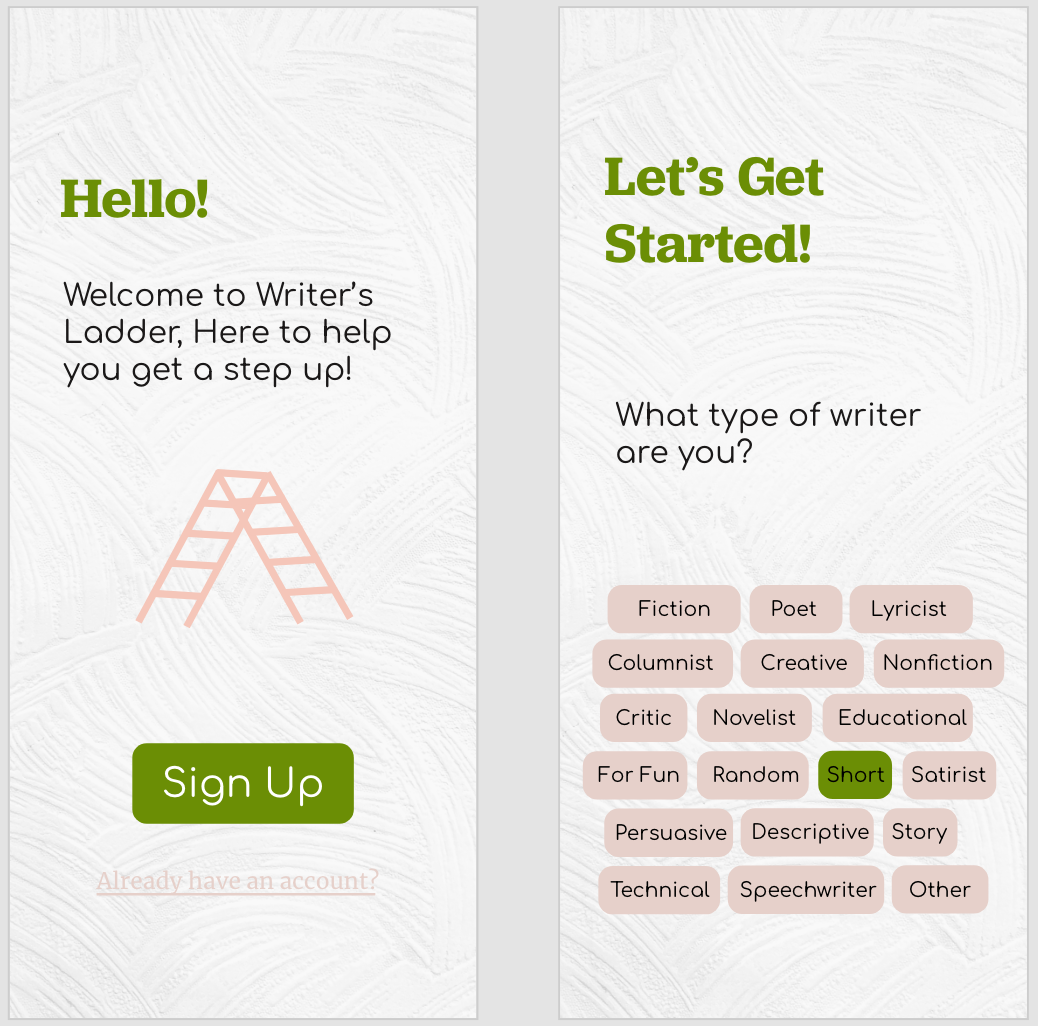 Hello!
Welcome to Writer’s
Ladder, Here to help
you get a step up!
Sign Up
Already have an account?
Let’s Get
Started!
What type of writer
are you?
Fiction Poet Lyricist
Columnist Creative Nonfiction
Critic Novelist Educational
For Fun Random Short Satirist
Persuasive Descriptive Story
Technical Speechwriter Other